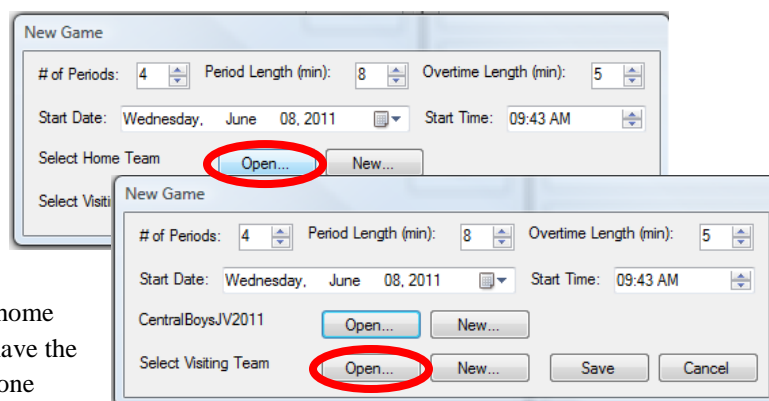 New Game
# of Periods: 4 Period Length (min): 8 Overtime Length (min): 5
Start Date: Wednesday, June 08, 2011 Start Time: 09:43 AM
Select Home Team Open... New...
Select Visiti
New Game
# of Periods: 4 Period Length (min): 8 Overtime Length (min): 5
Start Date: Wednesday, June 08, 2011 Start Time: 09:43 AM
CentralBoysJV2011 Open... New...
Select Visiting Team Open... New... Save Cancel
home
ave the
one